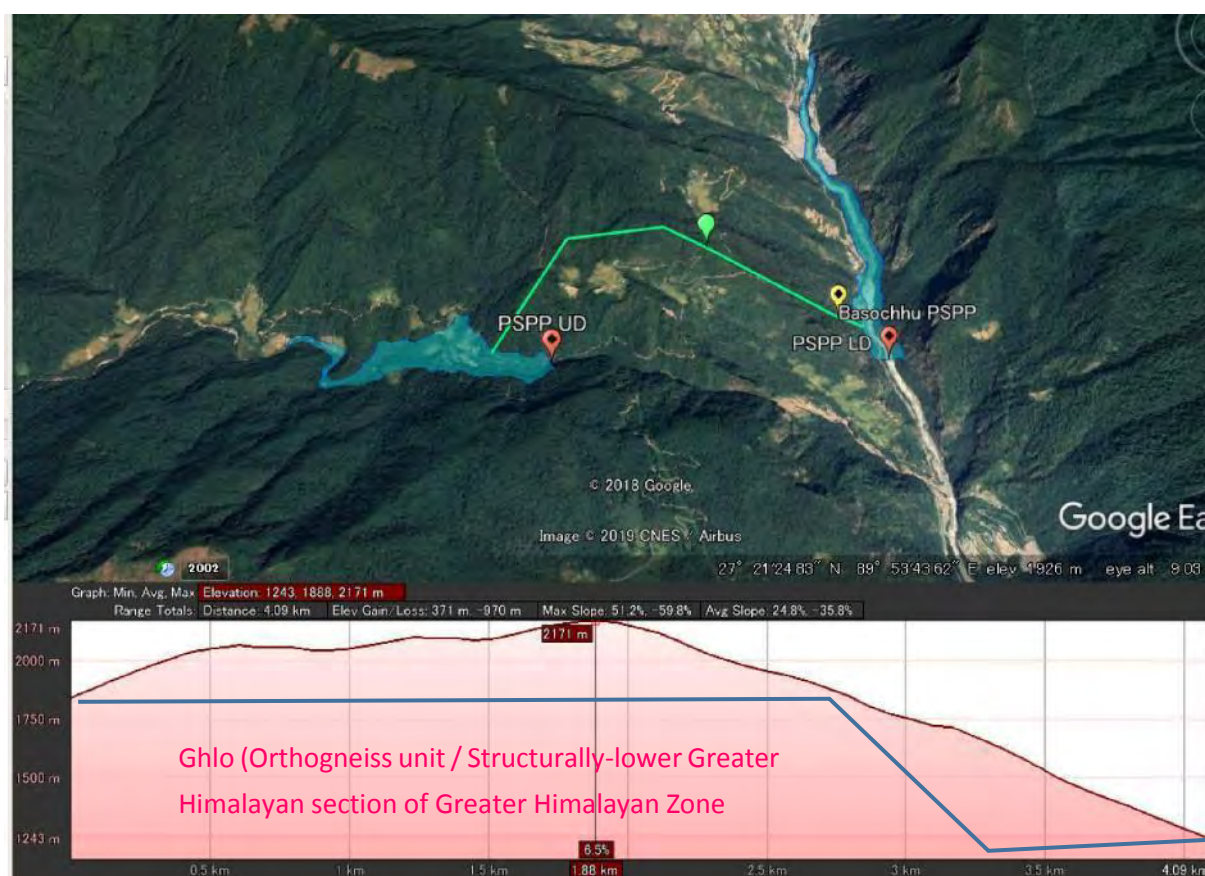 PSPP UD
Basochhu PSPP
PSPP LD
© 2018 Google
Image © 2019 CNES / Airbus
Google Ea
2002
27° 21'24 83" N 89° 53'43 62" E elev 1926 m eye alt 9 03
Graph: Min, Avg, Max Elevation: 1243, 1888, 2171 m
Range Totals: Distance: 4.09 km Elev Gain/Loss: 371 m, -970 m Max Slope: 51.2%, -59.8% Avg Slope: 24.8%, -35.8%
2171 m
2171 m
2000 m
1750 m
Ghlo (Orthogneiss unit / Structurally-lower Greater
1500 m
Himalayan section of Greater Himalayan Zone
1243 m
6.5%
0.5 km 1 km 1.5 km 1.88 km 2.5 km 3 km 3.5 km 4.09 km